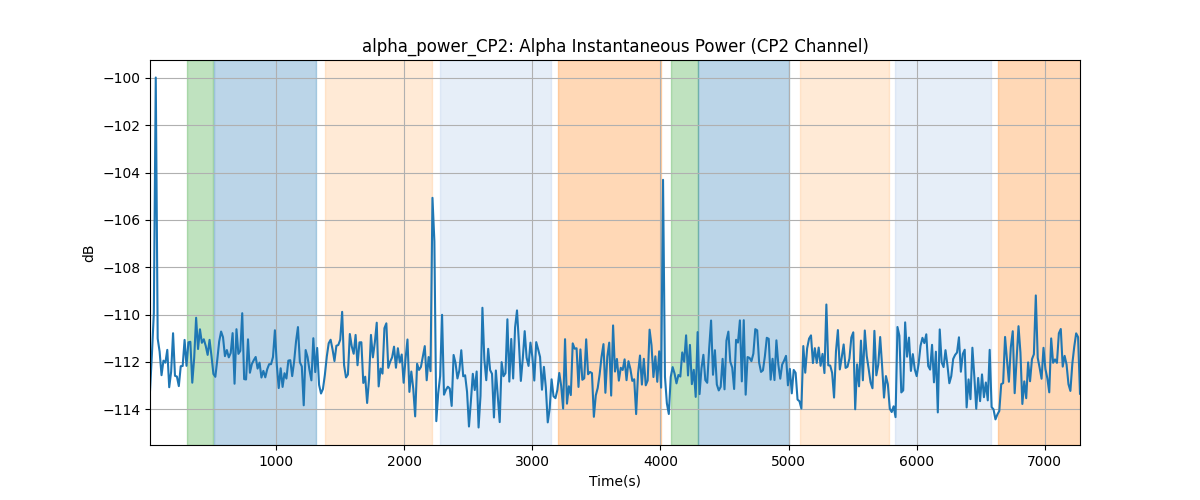 alpha_power_CP2: Alpha Instantaneous Power (CP2 Channel)
−100
−102
−104
−106
−108
−110
−112
−114
dB
1000 2000 3000 4000 5000 6000 7000
Time(s)